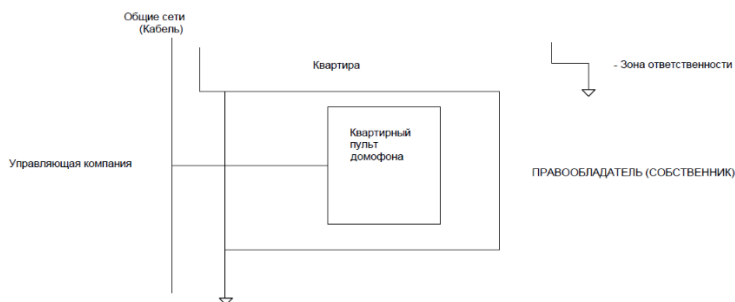 Общие сети
(Кабель)
Квартира
- Зона ответственности
Квартирный
пульт
домофона
Управляющая компания
ПРАВООБЛАДАТЕЛЬ (СОБСТВЕННИК)